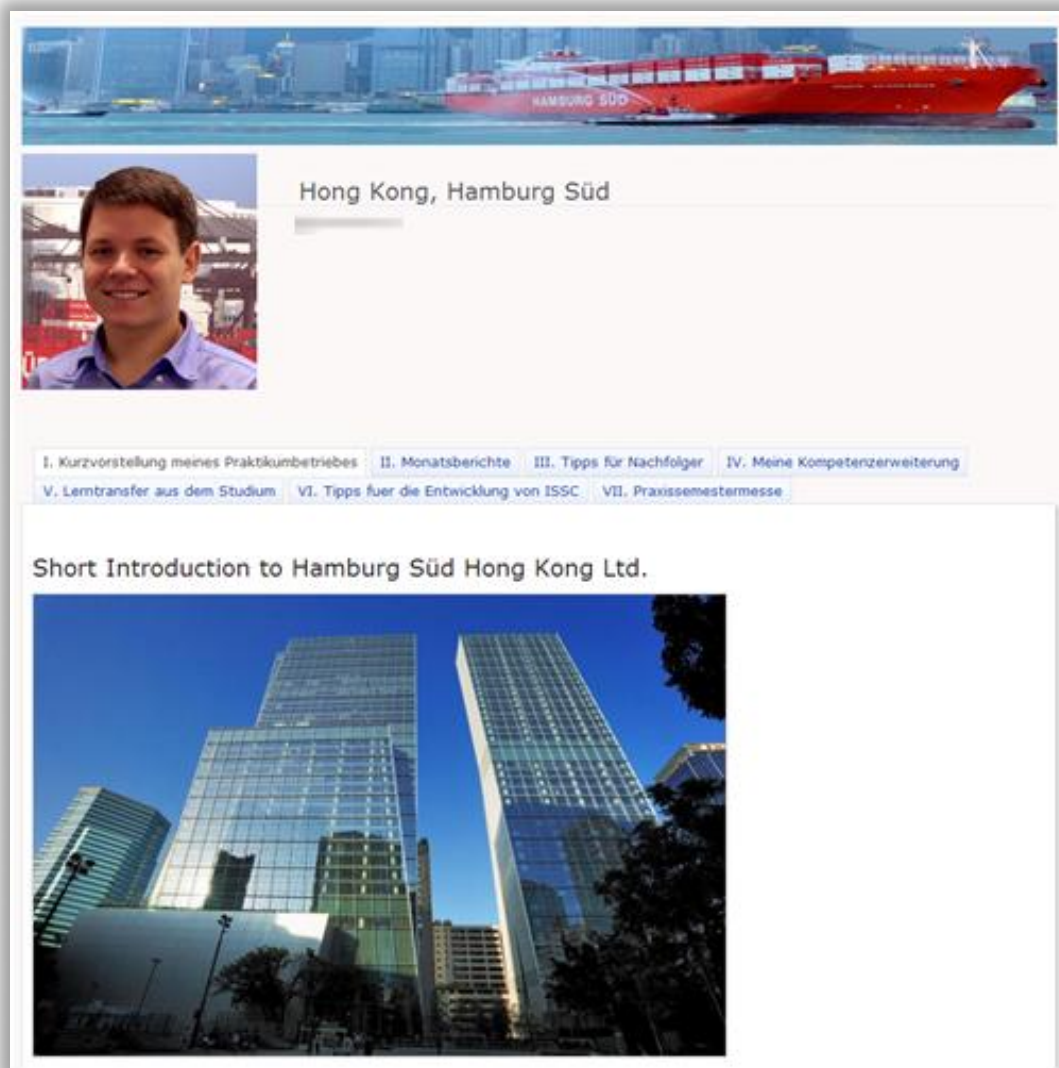 HAMBURG SÜD
Hong Kong, Hamburg Süd
I. Kurzvorstellung meines Praktikumbetriebes II. Monatsberichte III. Tipps für Nachfolger IV. Meine Kompetenzerweiterung
V. Lerntransfer aus dem Studium VI. Tipps fuer die Entwicklung von ISSC VII. Praxissemestermesse
Short Introduction to Hamburg Süd Hong Kong Ltd.